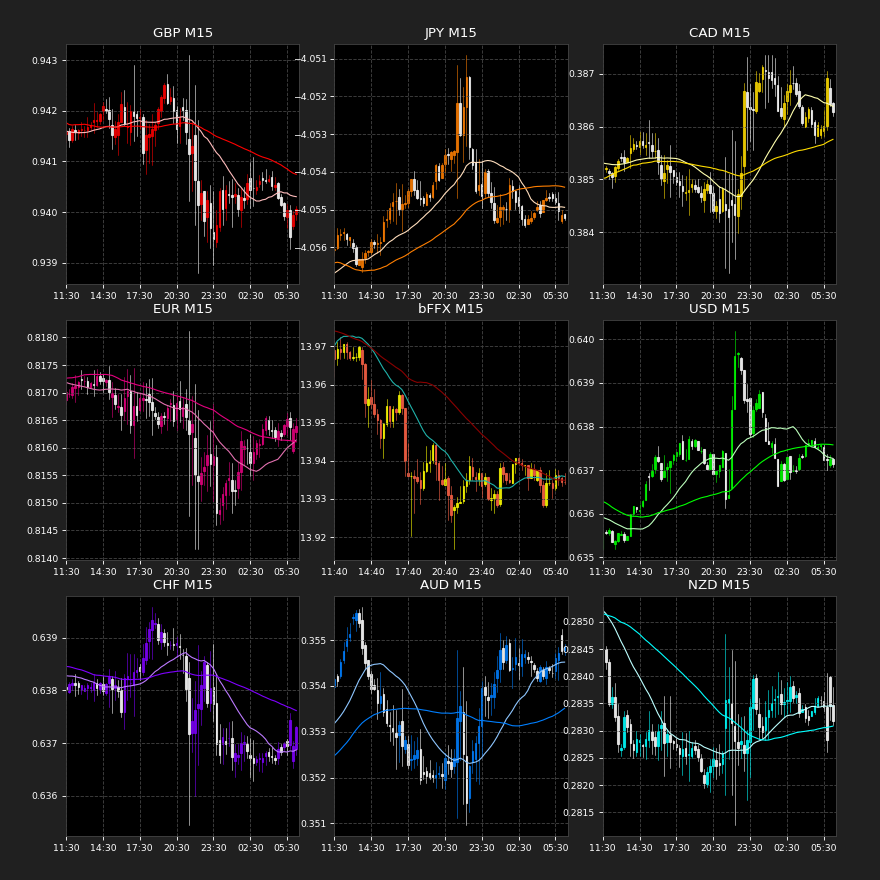 GBP M15
0.943
0.942
0.941
0.940
0.939
11:30 14:30 17:30 20:30 23:30 02:30 05:30
JPY M15
−4.051
−4.052
−4.053
−4.054
−4.055
−4.056
11:30 14:30 17:30 20:30 23:30 02:30 05:30
CAD M15
0.387
0.386
0.385
0.384
11:30 14:30 17:30 20:30 23:30 02:30 05:30
EUR M15
0.8180
0.8175
0.8170
0.8165
0.8160
0.8155
0.8150
0.8145
0.8140
11:30 14:30 17:30 20:30 23:30 02:30 05:30
bFFX M15
13.97
13.96
13.95
13.94
13.93
13.92
11:40 14:40 17:40 20:40 23:40 02:40 05:40
USD M15
0.640
0.639
0.638
0.637
0.636
0.635
11:30 14:30 17:30 20:30 23:30 02:30 05:30
CHF M15
0.639
0.638
0.637
0.636
11:30 14:30 17:30 20:30 23:30 02:30 05:30
AUD M15
0.355
0.354
0.353
0.352
0.351
11:30 14:30 17:30 20:30 23:30 02:30 05:30
NZD M15
0.2850
0.2845
0.2840
0.2835
0.2830
0.2825
0.2820
0.2815
11:30 14:30 17:30 20:30 23:30 02:30 05:30